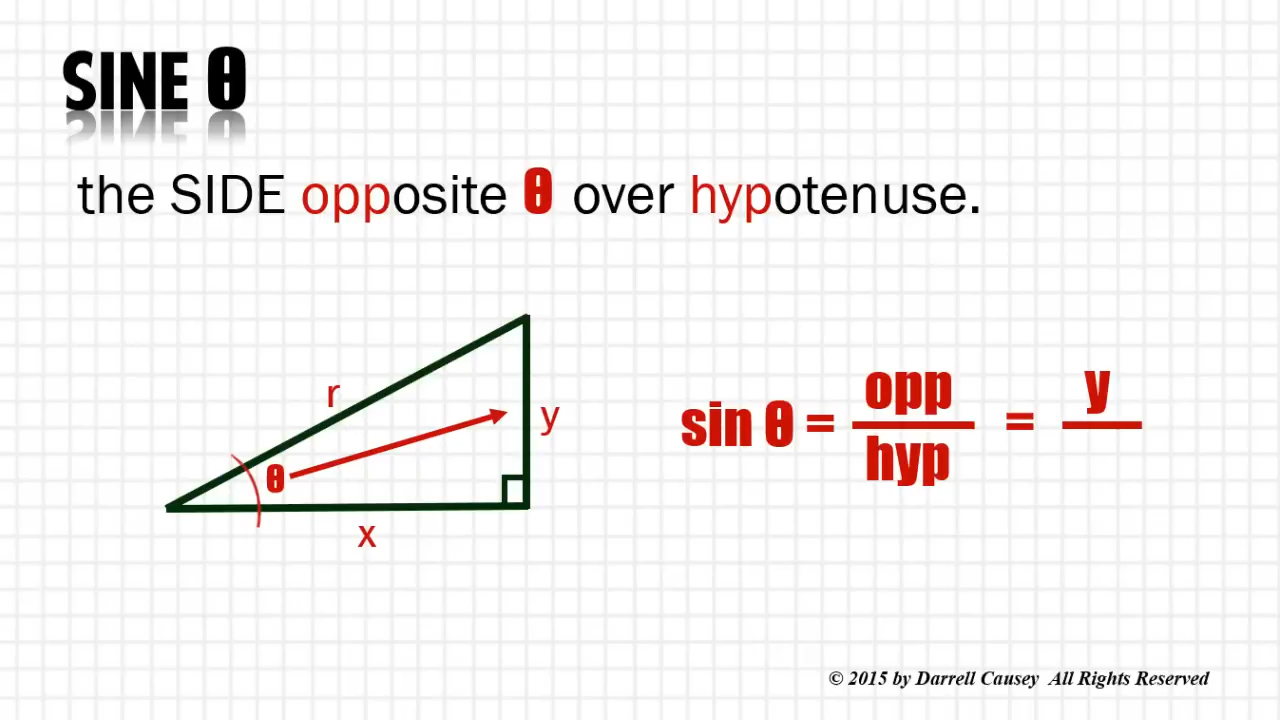 SINE θ
the SIDE opposite θ over hypotenuse.
r
y
θ
x
sin θ = opp/hyp = y/
© 2015 by Darrell Causey All Rights Reserved